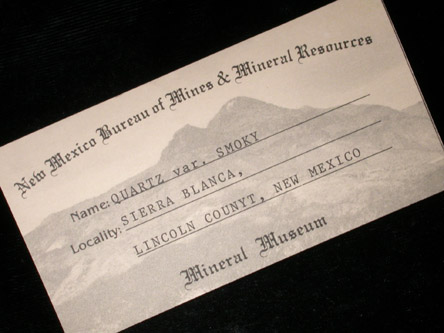 New Mexico Bureau of Mines & Mineral Resources
Name: QUARTZ var. SMOKY
Locality: SIERRA BLANCA,
LINCOLN COUNYT, NEW MEXICO
Mineral Museum